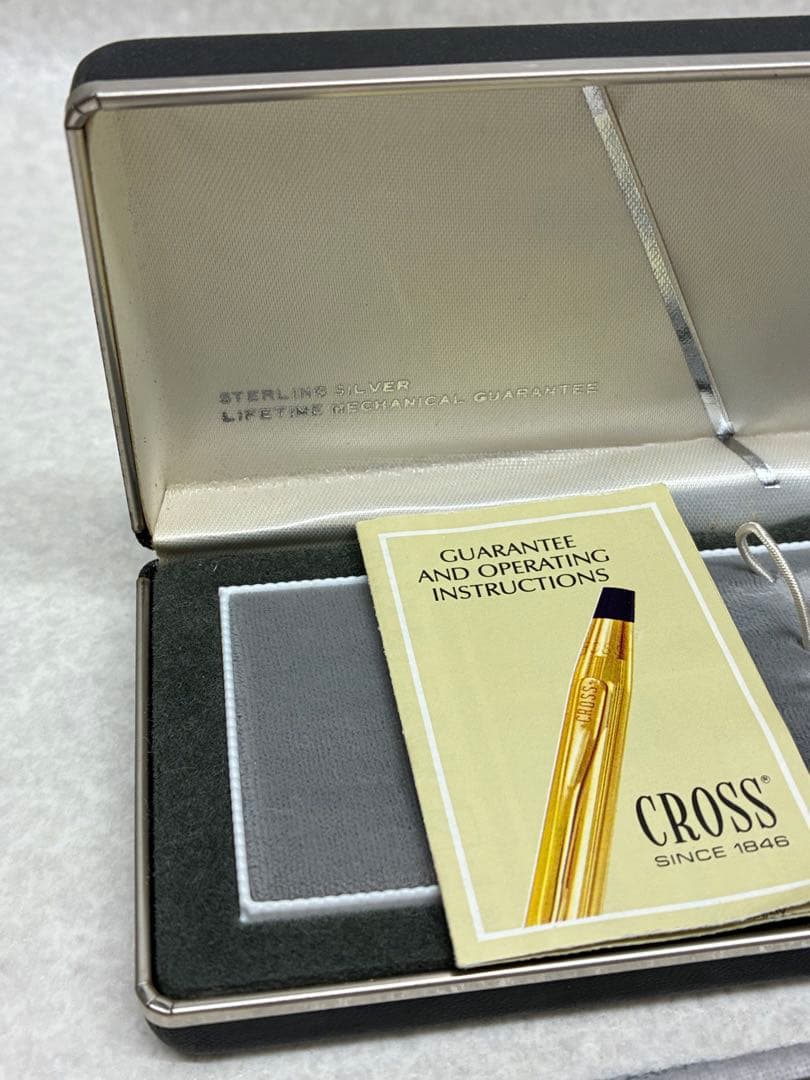 STERLING SILVER
LIFETIME MECHANICAL GUARANTEE
GUARANTEE
AND OPERATING
INSTRUCTIONS
CROSS
CROSS®
SINCE 1846